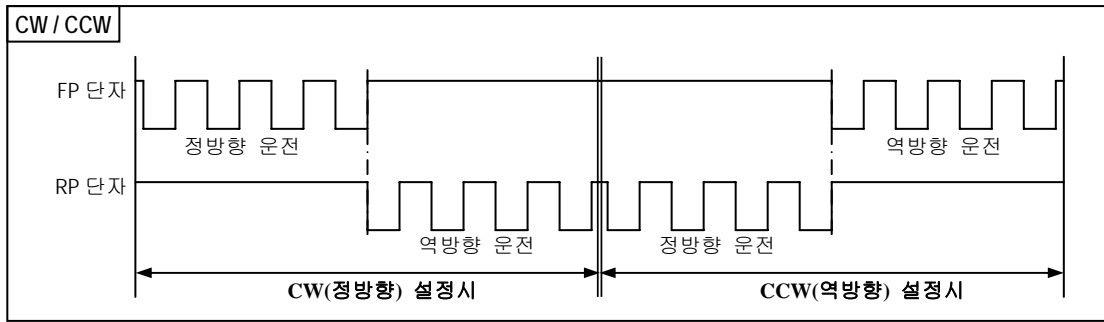 CW / CCW
FP 단자
정방향 운전
역방향 운전
RP 단자
역방향 운전
정방향 운전
CW(정방향) 설정시
CCW(역방향) 설정시